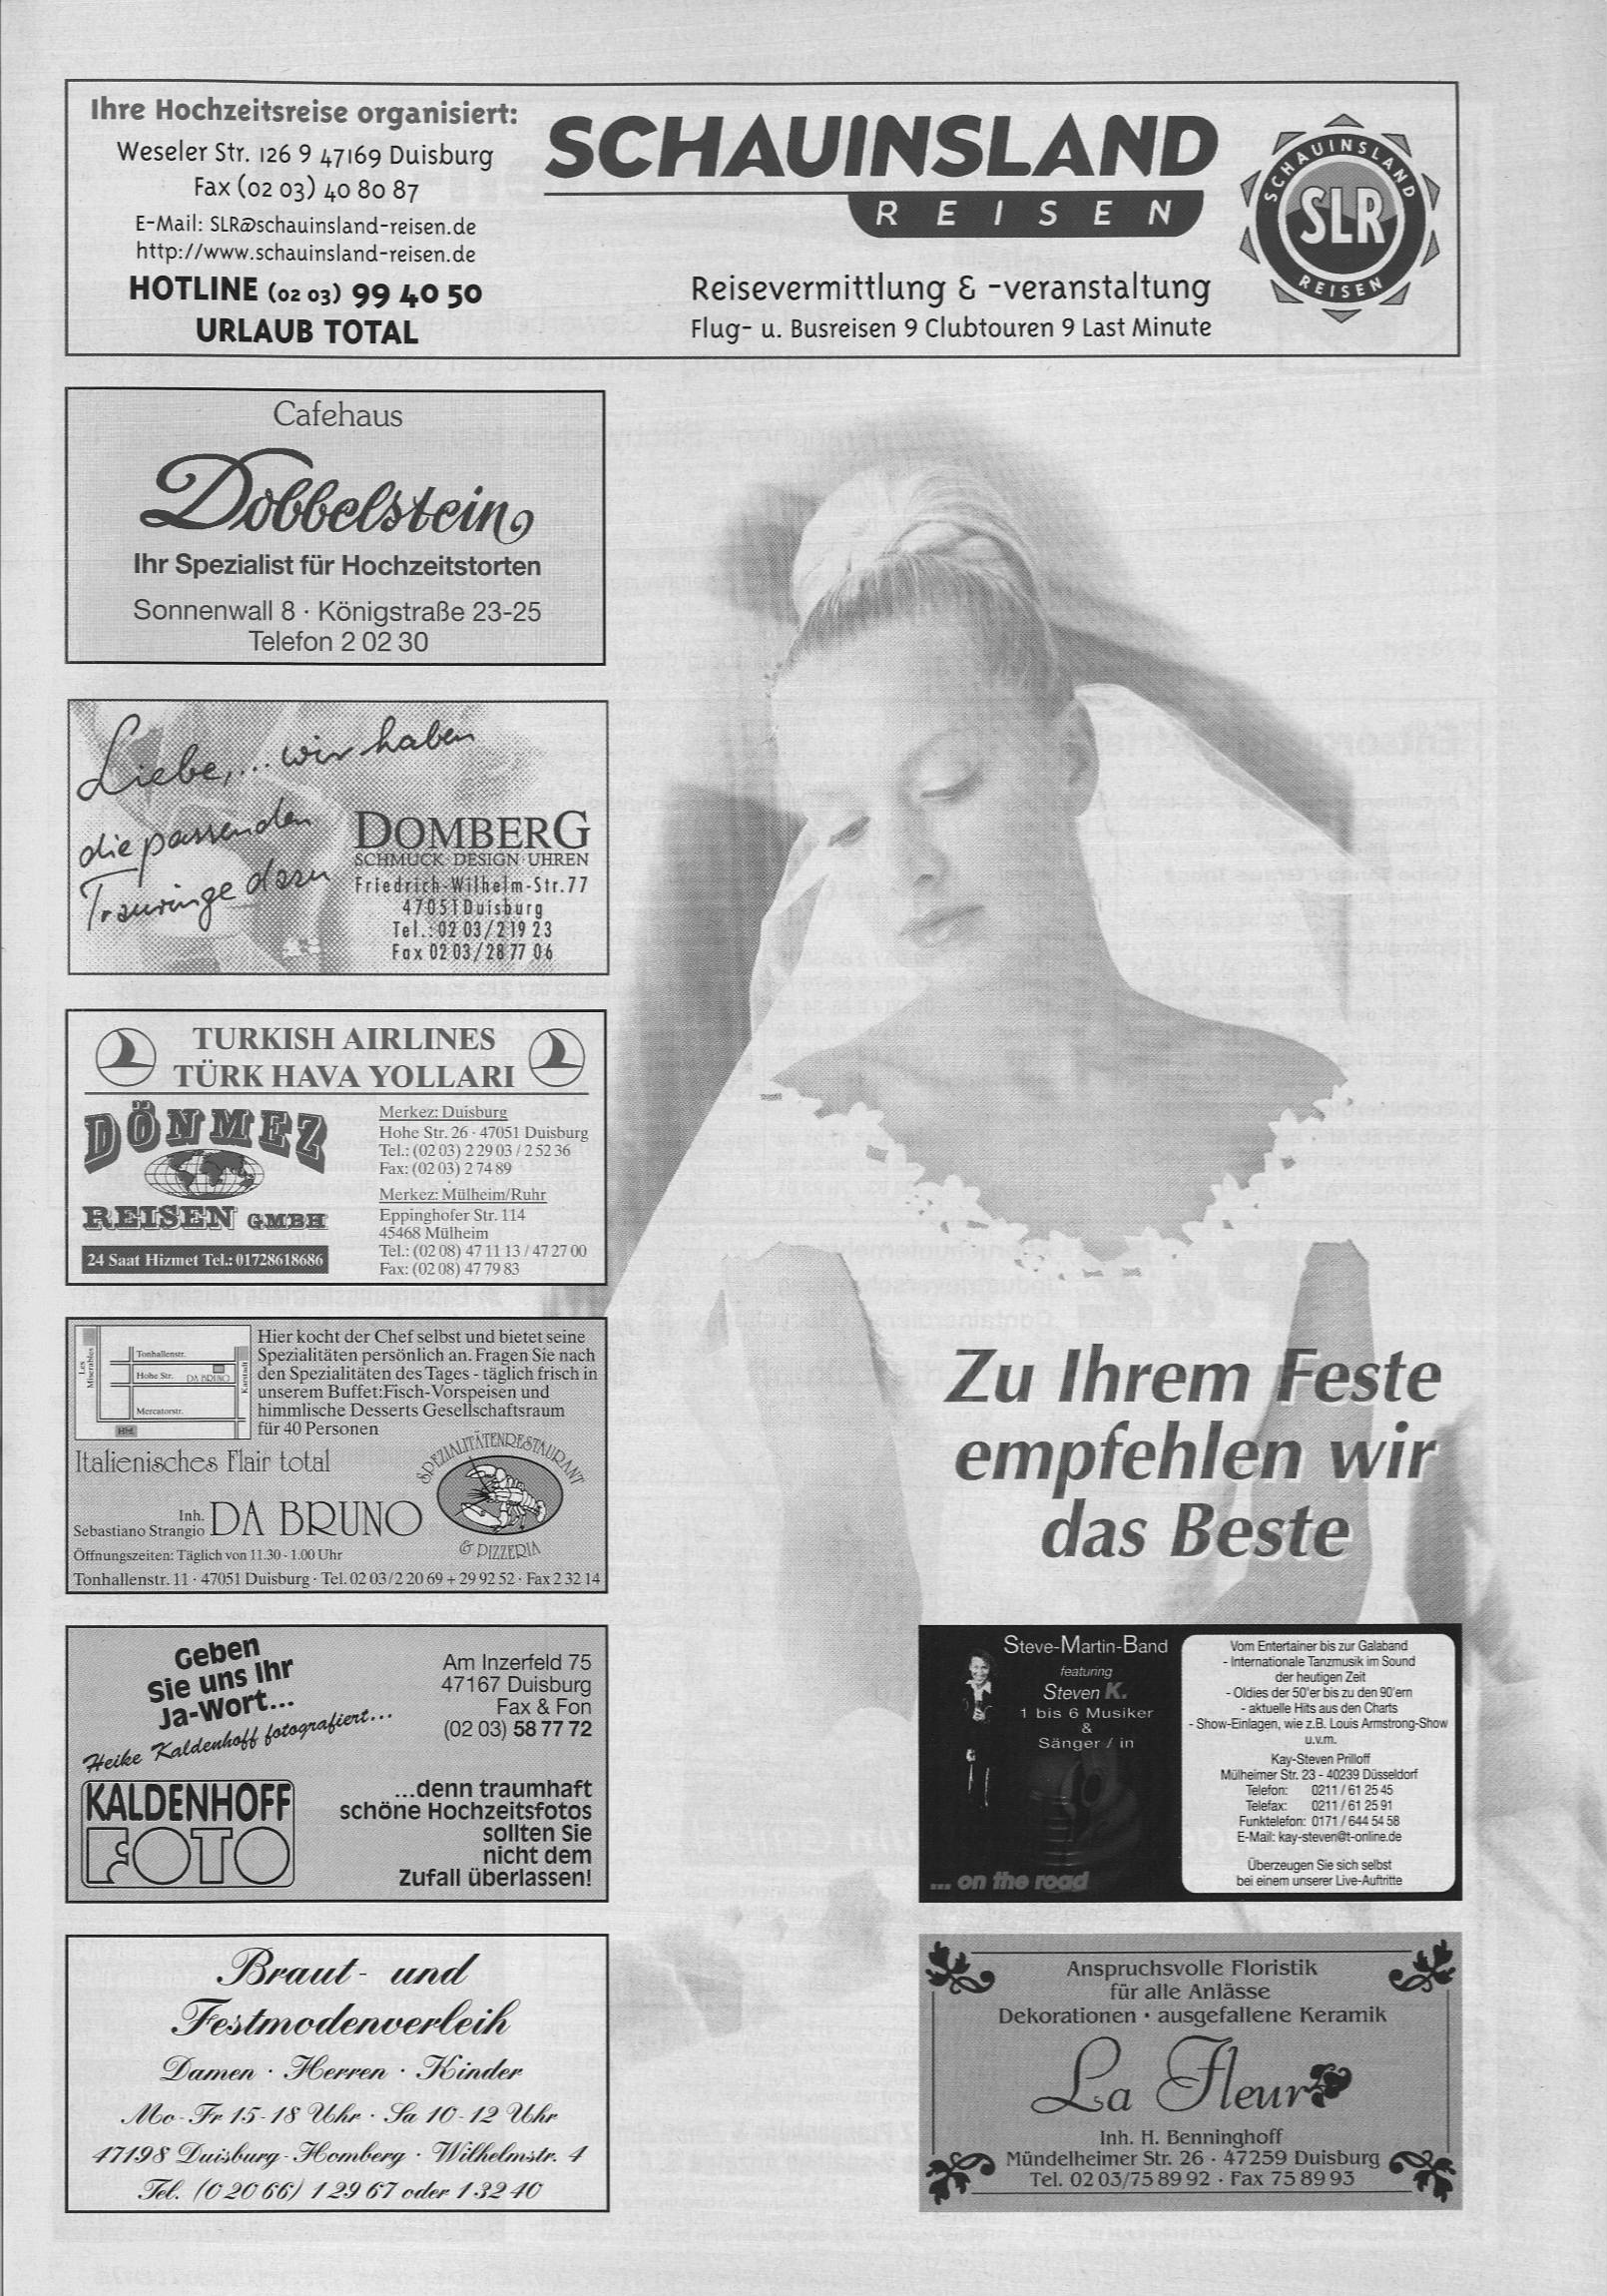 Ihre Hochzeitsreise organisiert:
Weseler Str. 126 9 47169 Duisburg
Fax (02 03) 40 80 87
E-Mail: SLR@schauinsland-reisen.de
http://www.schauinsland-reisen.de
HOTLINE (02 03) 99 40 50
URLAUB TOTAL
SCHAUINSLAND
REISEN
Reisevermittlung & -veranstaltung
Flug- u. Busreisen 9 Clubtouren 9 Last Minute
SCHAUINSLAND
SLR
REISEN
Cafehaus
Dobbelstein
Ihr Spezialist für Hochzeitstorten
Sonnenwall 8 · Königstraße 23-25
Telefon 2 02 30
Liebe,... wir haben
die passenden
Trauringe dazu
DOMBERG
SCHMUCK·DESIGN·UHREN
Friedrich-Wilhelm-Str. 77
47051 Duisburg
Tel.: 02 03/2 19 23
Fax 02 03/28 77 06
TURKISH AIRLINES
TÜRK HAVA YOLLARI
DÖNMEZ
REISEN GMBH
24 Saat Hizmet Tel.: 01728618686
Merkez: Duisburg
Hohe Str. 26 · 47051 Duisburg
Tel.: (02 03) 2 29 03 / 2 52 36
Fax: (02 03) 2 74 89
Merkez: Mülheim/Ruhr
Eppinghofer Str. 114
45468 Mülheim
Tel.: (02 08) 47 11 13 / 47 27 00
Fax: (02 08) 47 79 83
Les
Miserables
Tonhallenstr.
Hohe Str.
DA BRUNO
Karstadt
Mercatorstr.
Hbf.
Hier kocht der Chef selbst und bietet seine
Spezialitäten persönlich an. Fragen Sie nach
den Spezialitäten des Tages - täglich frisch in
unserem Buffet:Fisch-Vorspeisen und
himmlische Desserts Gesellschaftsraum
für 40 Personen
Italienisches Flair total
SPEZIALITÄTENRESTAURANT
& PIZZERIA
Inh.
Sebastiano Strangio
DA BRUNO
Öffnungszeiten: Täglich von 11.30 - 1.00 Uhr
Tonhallenstr. 11 · 47051 Duisburg · Tel. 02 03/2 20 69 + 29 92 52 · Fax 2 32 14
Geben
Sie uns Ihr
Ja-Wort...
Heike Kaldenhoff fotografiert...
KALDENHOFF
FOTO
Am Inzerfeld 75
47167 Duisburg
Fax & Fon
(02 03) 58 77 72
...denn traumhaft
schöne Hochzeitsfotos
sollten Sie
nicht dem
Zufall überlassen!
Braut- und
Festmodenverleih
Damen · Herren · Kinder
Mo-Fr 15-18 Uhr · Sa 10-12 Uhr
47198 Duisburg-Homberg · Wilhelmstr. 4
Tel. (0 20 66) 1 29 67 oder 1 32 40
Zu Ihrem Feste
empfehlen wir
das Beste
Steve-Martin-Band
featuring
Steven K.
1 bis 6 Musiker
&
Sänger / in
... on the road
Vom Entertainer bis zur Galaband
- Internationale Tanzmusik im Sound
der heutigen Zeit
- Oldies der 50'er bis zu den 90'ern
- aktuelle Hits aus den Charts
- Show-Einlagen, wie z.B. Louis Armstrong-Show
u.v.m.
Kay-Steven Prilloff
Mülheimer Str. 23 - 40239 Düsseldorf
Telefon: 0211 / 61 25 45
Telefax: 0211 / 61 25 91
Funktelefon: 0171 / 644 54 58
E-Mail: kay-steven@t-online.de
Überzeugen Sie sich selbst
bei einem unserer Live-Auftritte
Anspruchsvolle Floristik
für alle Anlässe
Dekorationen · ausgefallene Keramik
La Fleur
Inh. H. Benninghoff
Mündelheimer Str. 26 · 47259 Duisburg
Tel. 02 03/75 89 92 · Fax 75 89 93